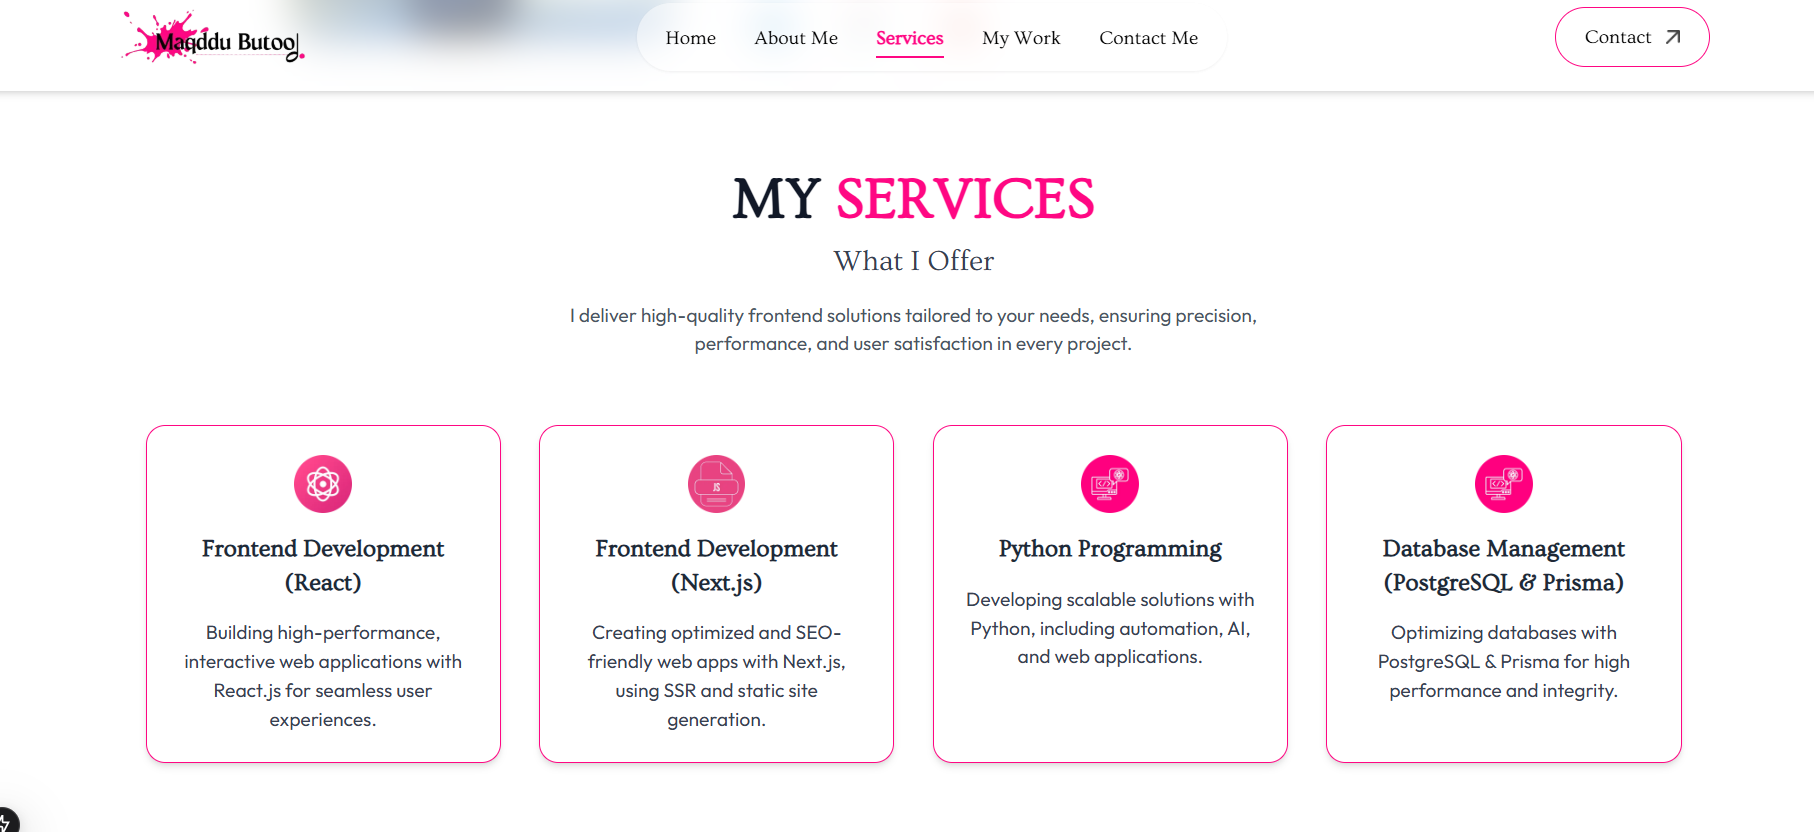 Maqddu Butool.
Home
About Me
Services
My Work
Contact Me
Contact
MY SERVICES
What I Offer
I deliver high-quality frontend solutions tailored to your needs, ensuring precision,
performance, and user satisfaction in every project.
Frontend Development
(React)
Building high-performance,
interactive web applications with
React.js for seamless user
experiences.
JS
Frontend Development
(Next.js)
Creating optimized and SEO-
friendly web apps with Next.js,
using SSR and static site
generation.
Python Programming
Developing scalable solutions with
Python, including automation, AI,
and web applications.
Database Management
(PostgreSQL & Prisma)
Optimizing databases with
PostgreSQL & Prisma for high
performance and integrity.